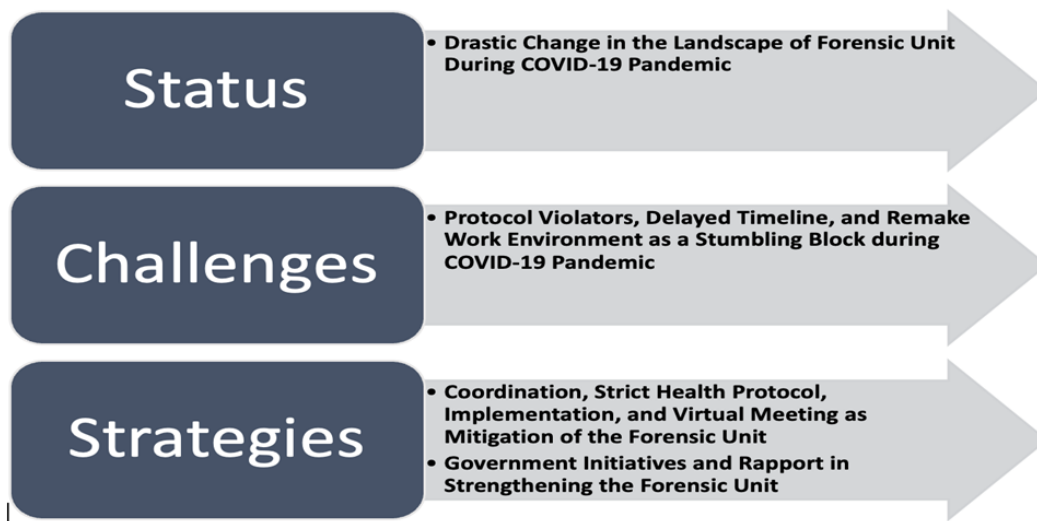 Status
• Drastic Change in the Landscape of Forensic Unit
During COVID-19 Pandemic
Challenges
• Protocol Violators, Delayed Timeline, and Remake
Work Environment as a Stumbling Block during
COVID-19 Pandemic
Strategies
• Coordination, Strict Health Protocol,
Implementation, and Virtual Meeting as
Mitigation of the Forensic Unit
• Government Initiatives and Rapport in
Strengthening the Forensic Unit